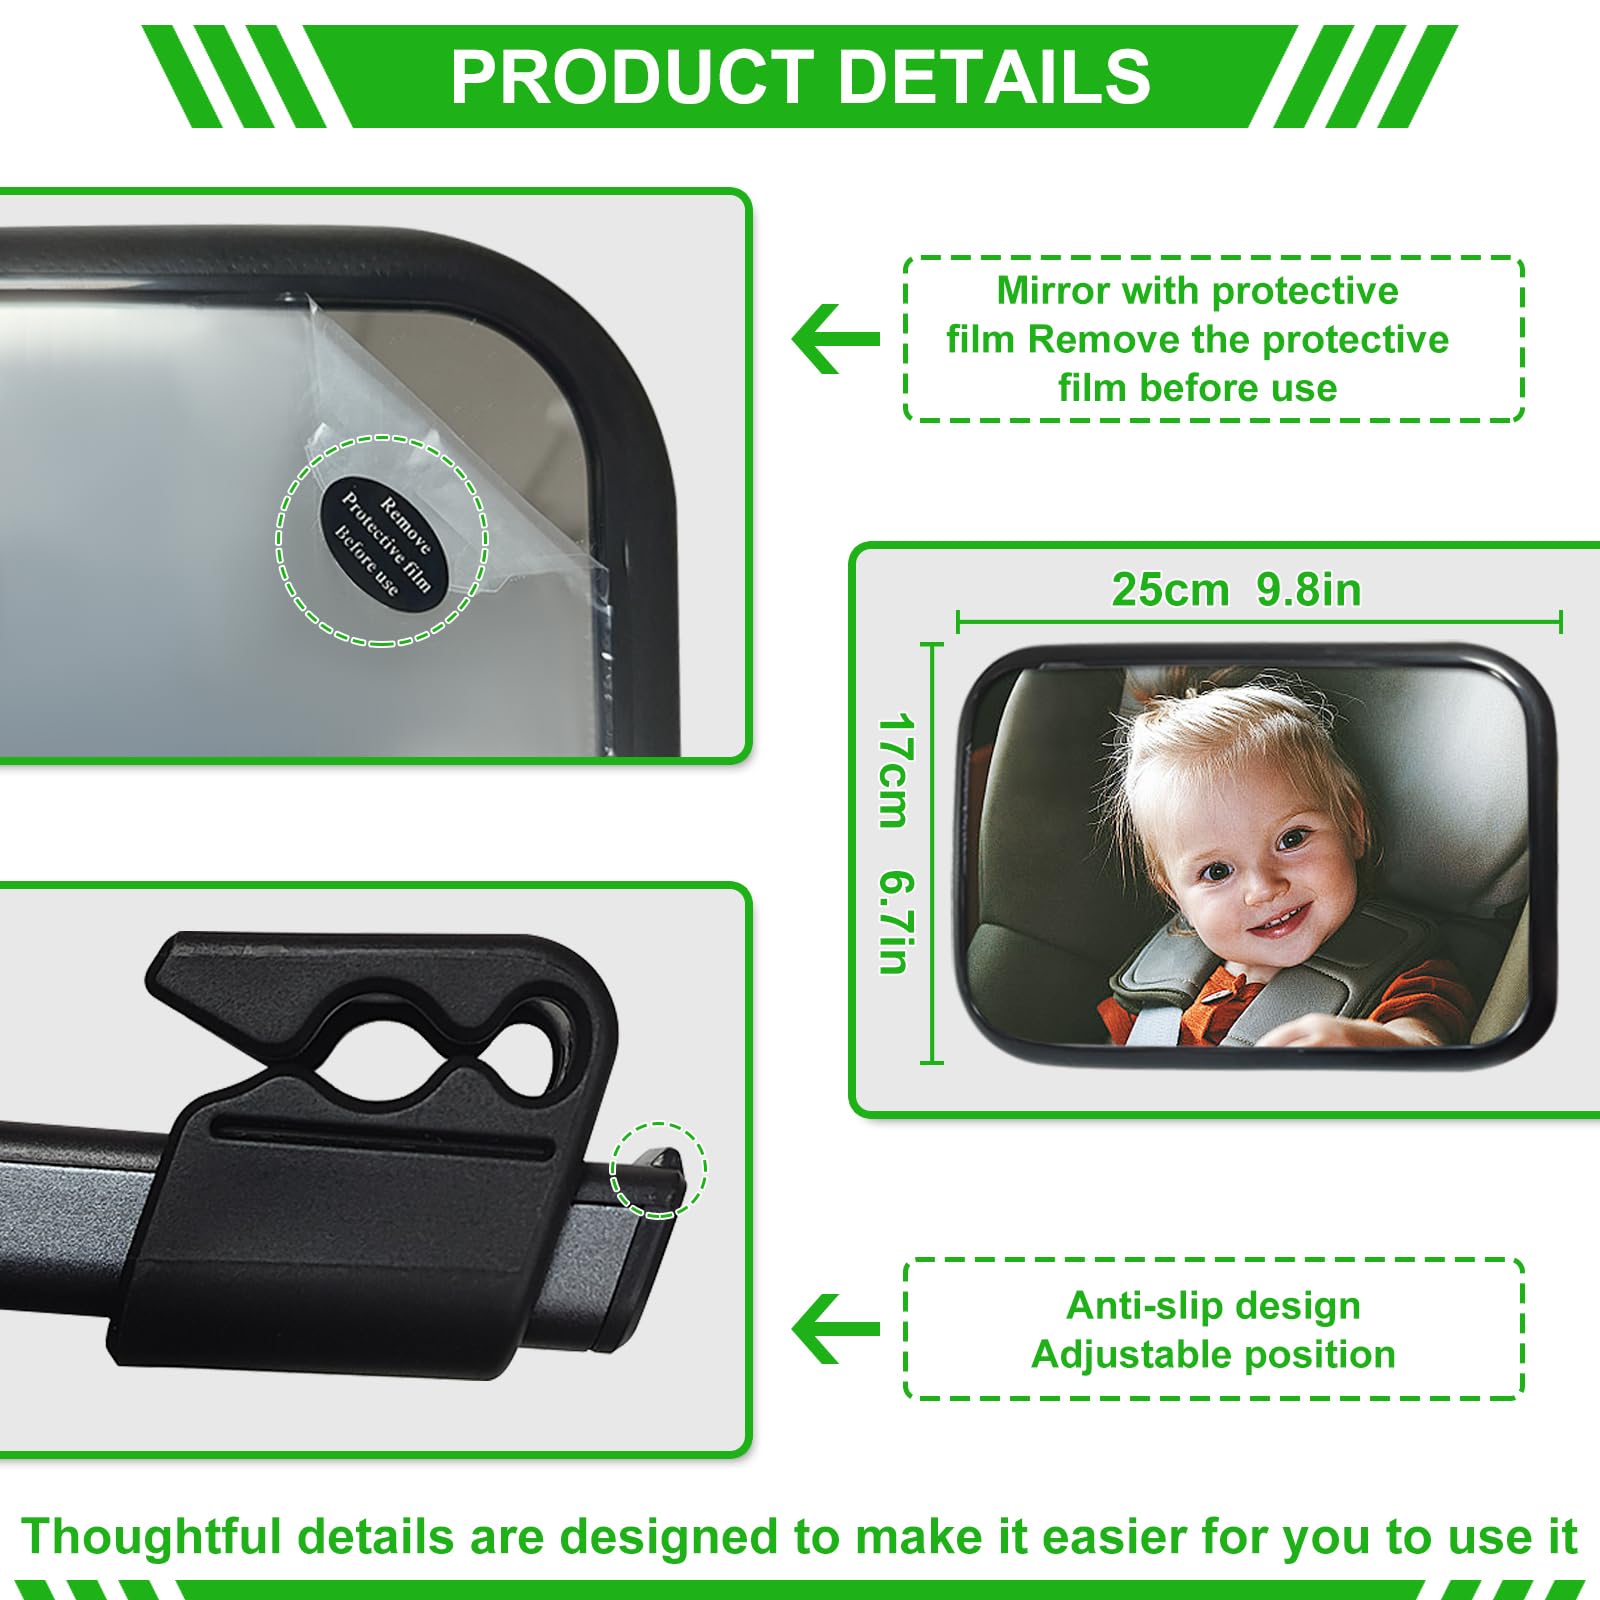 PRODUCT DETAILS
Mirror with protective
film Remove the protective
film before use
Remove
Protective film
Before use
25cm 9.8in
17cm 6.7in
Anti-slip design
Adjustable position
Thoughtful details are designed to make it easier for you to use it